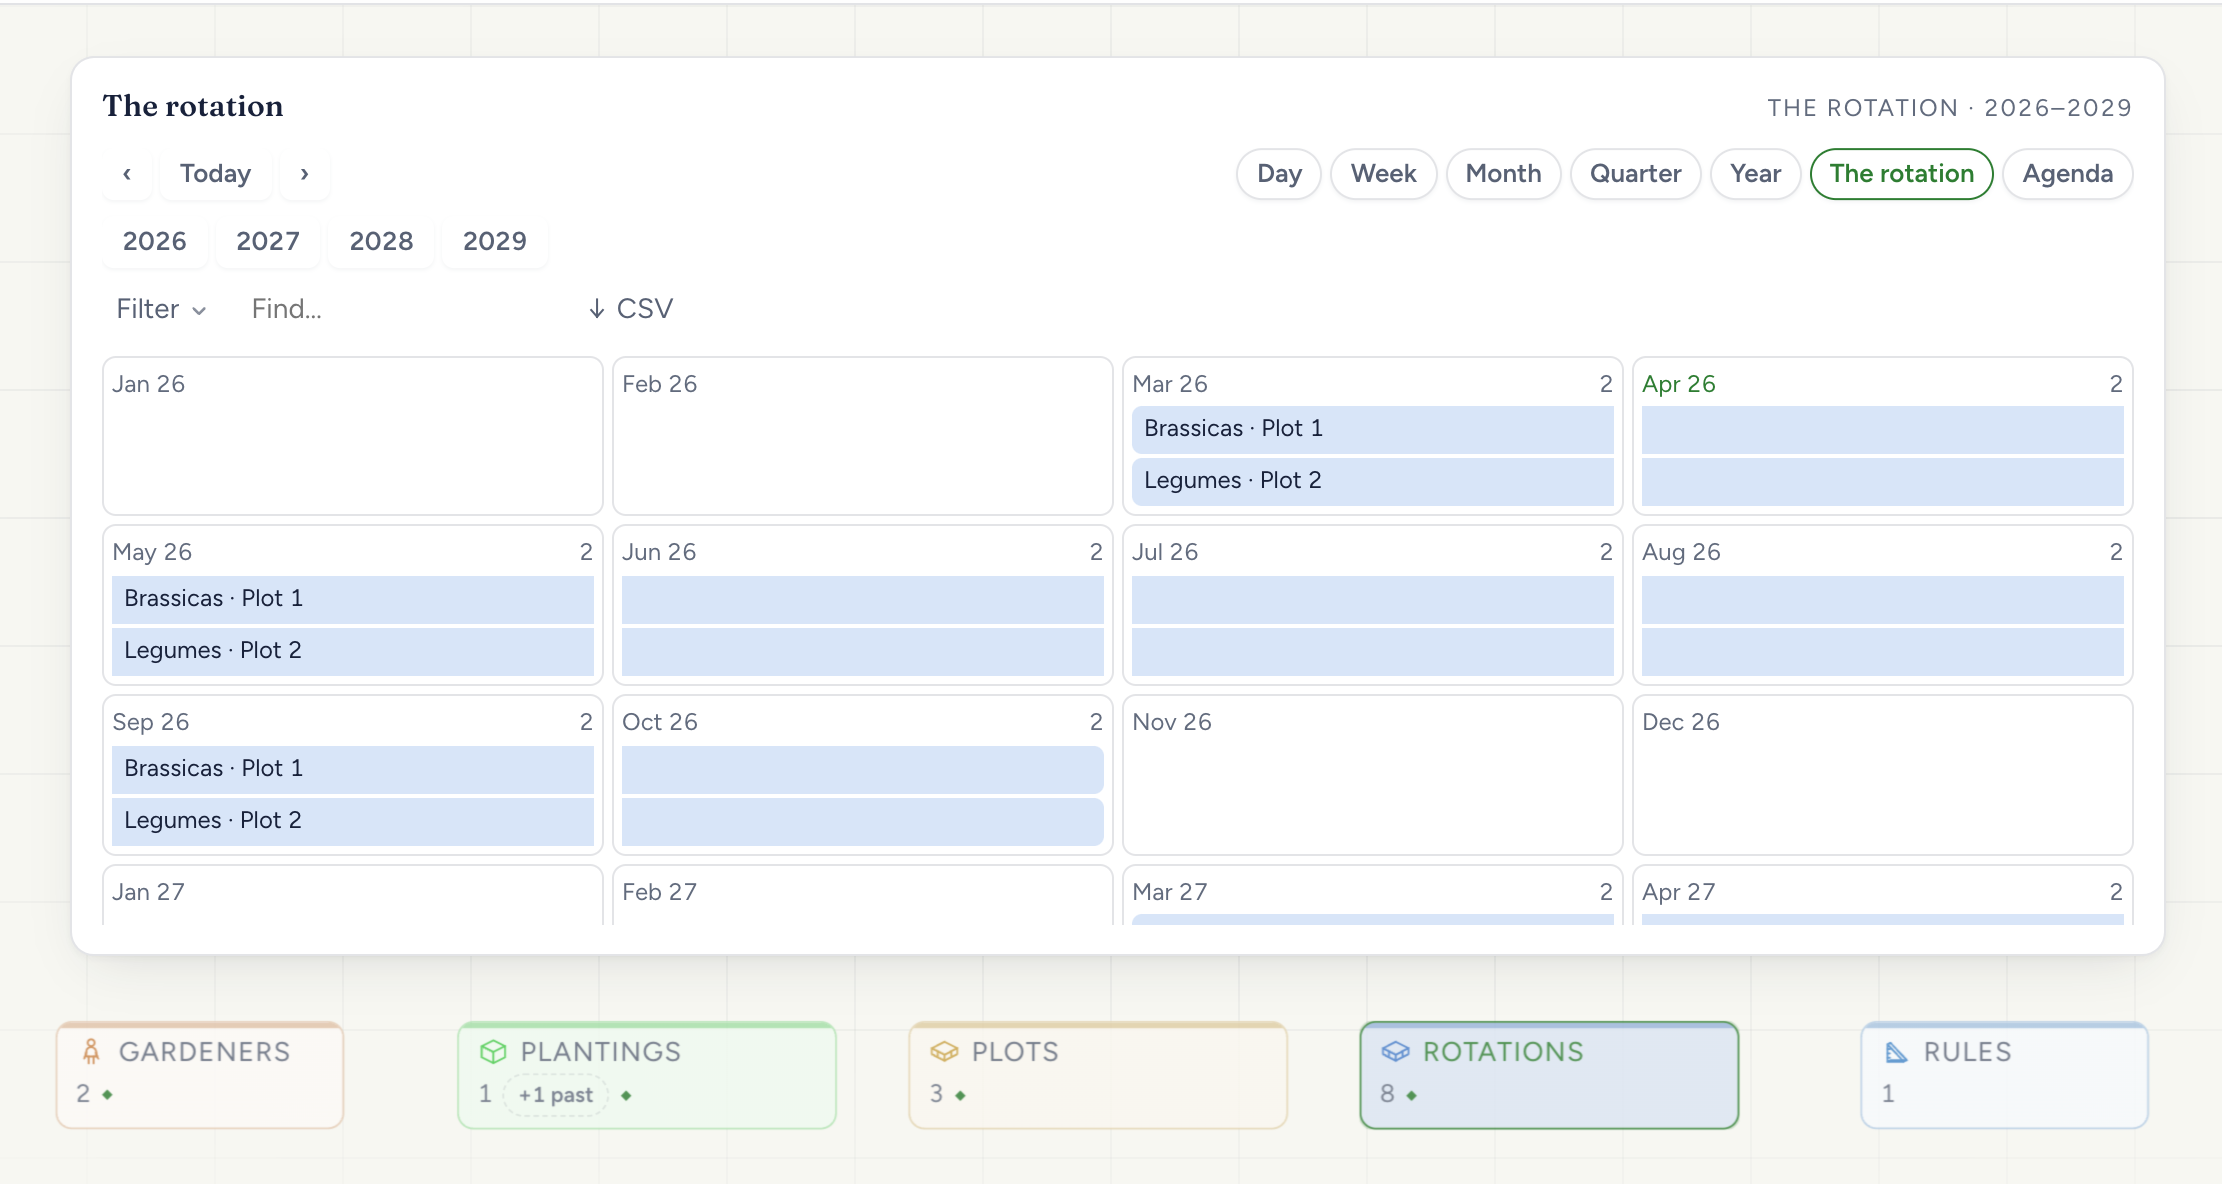 The rotation
THE ROTATION · 2026–2029
‹ Today ›
Day Week Month Quarter Year The rotation Agenda
2026 2027 2028 2029
Filter Find... ↓ CSV
Jan 26 Feb 26 Mar 26 2 Apr 26 2
Brassicas · Plot 1
Legumes · Plot 2
May 26 2 Jun 26 2 Jul 26 2 Aug 26 2
Brassicas · Plot 1
Legumes · Plot 2
Sep 26 2 Oct 26 2 Nov 26 Dec 26
Brassicas · Plot 1
Legumes · Plot 2
Jan 27 Feb 27 Mar 27 2 Apr 27 2
GARDENERS PLANTINGS PLOTS ROTATIONS RULES
2 1 +1 past 3 8 1